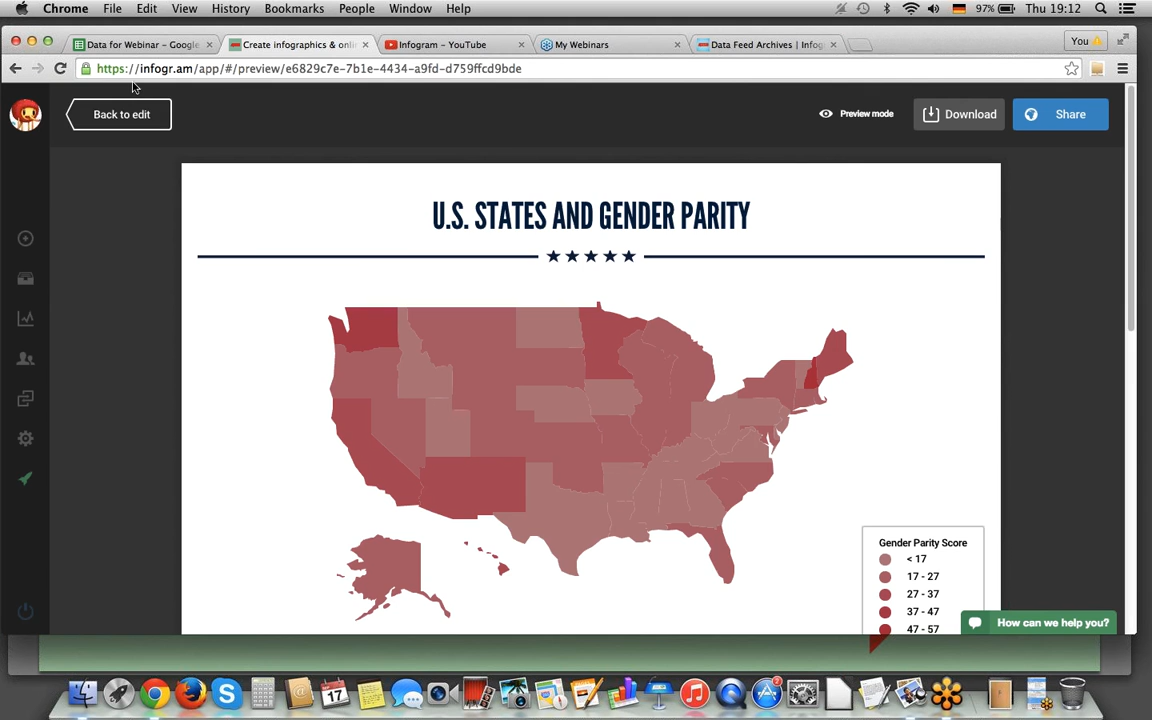 Chrome File Edit View History Bookmarks People Window Help 97% Thu 19:12
Data for Webinar - Google Create infographics & onli Infogram - YouTube My Webinars Data Feed Archives | Infog You
https://infogr.am/app/#/preview/e6829c7e-7b1e-4434-a9fd-d759ffcd9bde
Back to edit Preview mode Download Share
U.S. STATES AND GENDER PARITY
Gender Parity Score
< 17
17 - 27
27 - 37
37 - 47
47 - 57
How can we help you?
2
17